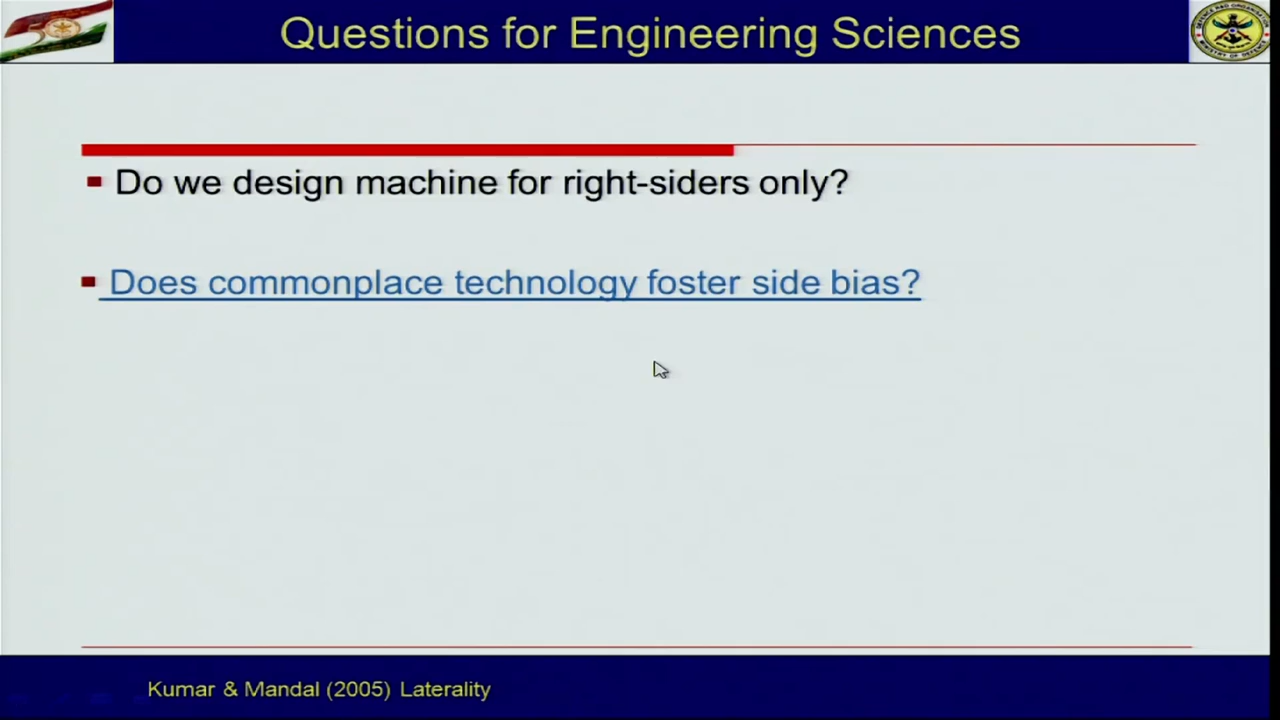 Questions for Engineering Sciences
Do we design machine for right-siders only?
Does commonplace technology foster side bias?
Kumar & Mandal (2005) Laterality